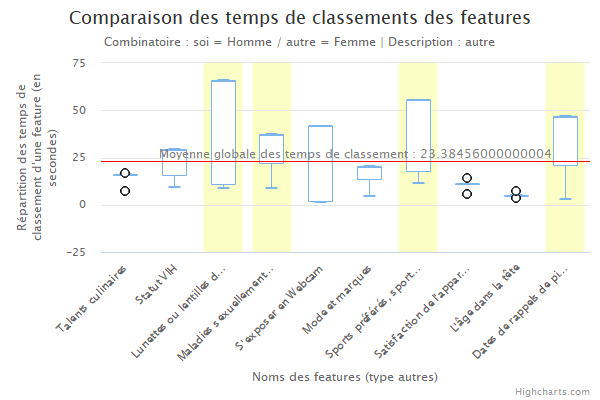 Comparaison des temps de classements des features
Combinatoire : soi = Homme / autre = Femme | Description : autre
Répartition des temps de
classement d'une feature (en
secondes)
75
50
25
0
−25
Moyenne globale des temps de classement : 23.38456000000004
Talents culinaires
Statut VIH
Lunettes ou lentilles d...
Maladies sexuellement...
S'exposer en Webcam
Mode et marques
Sports préférés, sport...
Satisfaction de l'appar...
L'Âge dans la tête
Dates de rappels de pi...
Noms des features (type autres)
Highcharts.com